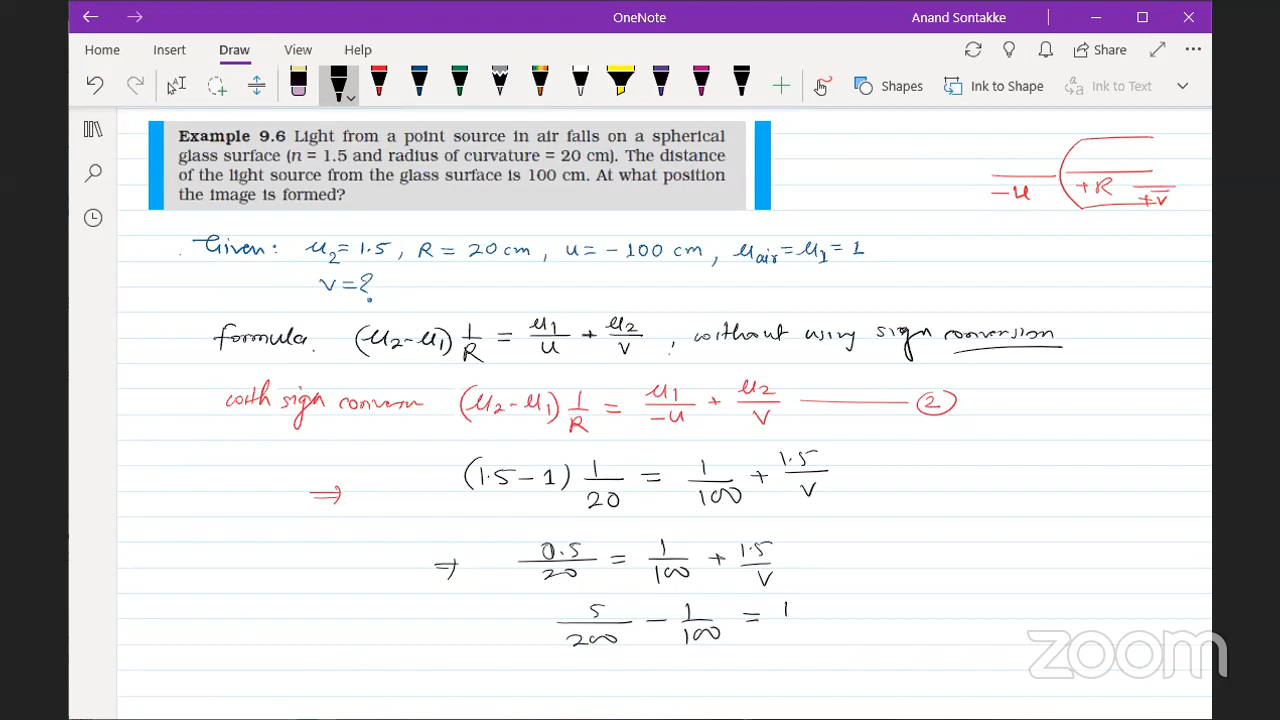 OneNote
Anand Sontakke
Home Insert Draw View Help
Share
Shapes
Ink to Shape
Ink to Text
Example 9.6 Light from a point source in air falls on a spherical
glass surface (n = 1.5 and radius of curvature = 20 cm). The distance
of the light source from the glass surface is 100 cm. At what position
the image is formed?
-u +R +v
Given: μ₂ = 1.5, R = 20 cm, u = -100 cm, μair = μ₁ = 1
v = ?
formula. (μ₂-μ₁) 1/R = μ₁/u + μ₂/v, without using sign conversion
with sign conversn (μ₂-μ₁) 1/R = μ₁/-u + μ₂/v —— ②
⇒ (1.5-1) 1/20 = 1/100 + 1.5/v
⇒ 0.5/20 = 1/100 + 1.5/v
5/200 - 1/100 = 1
zoom